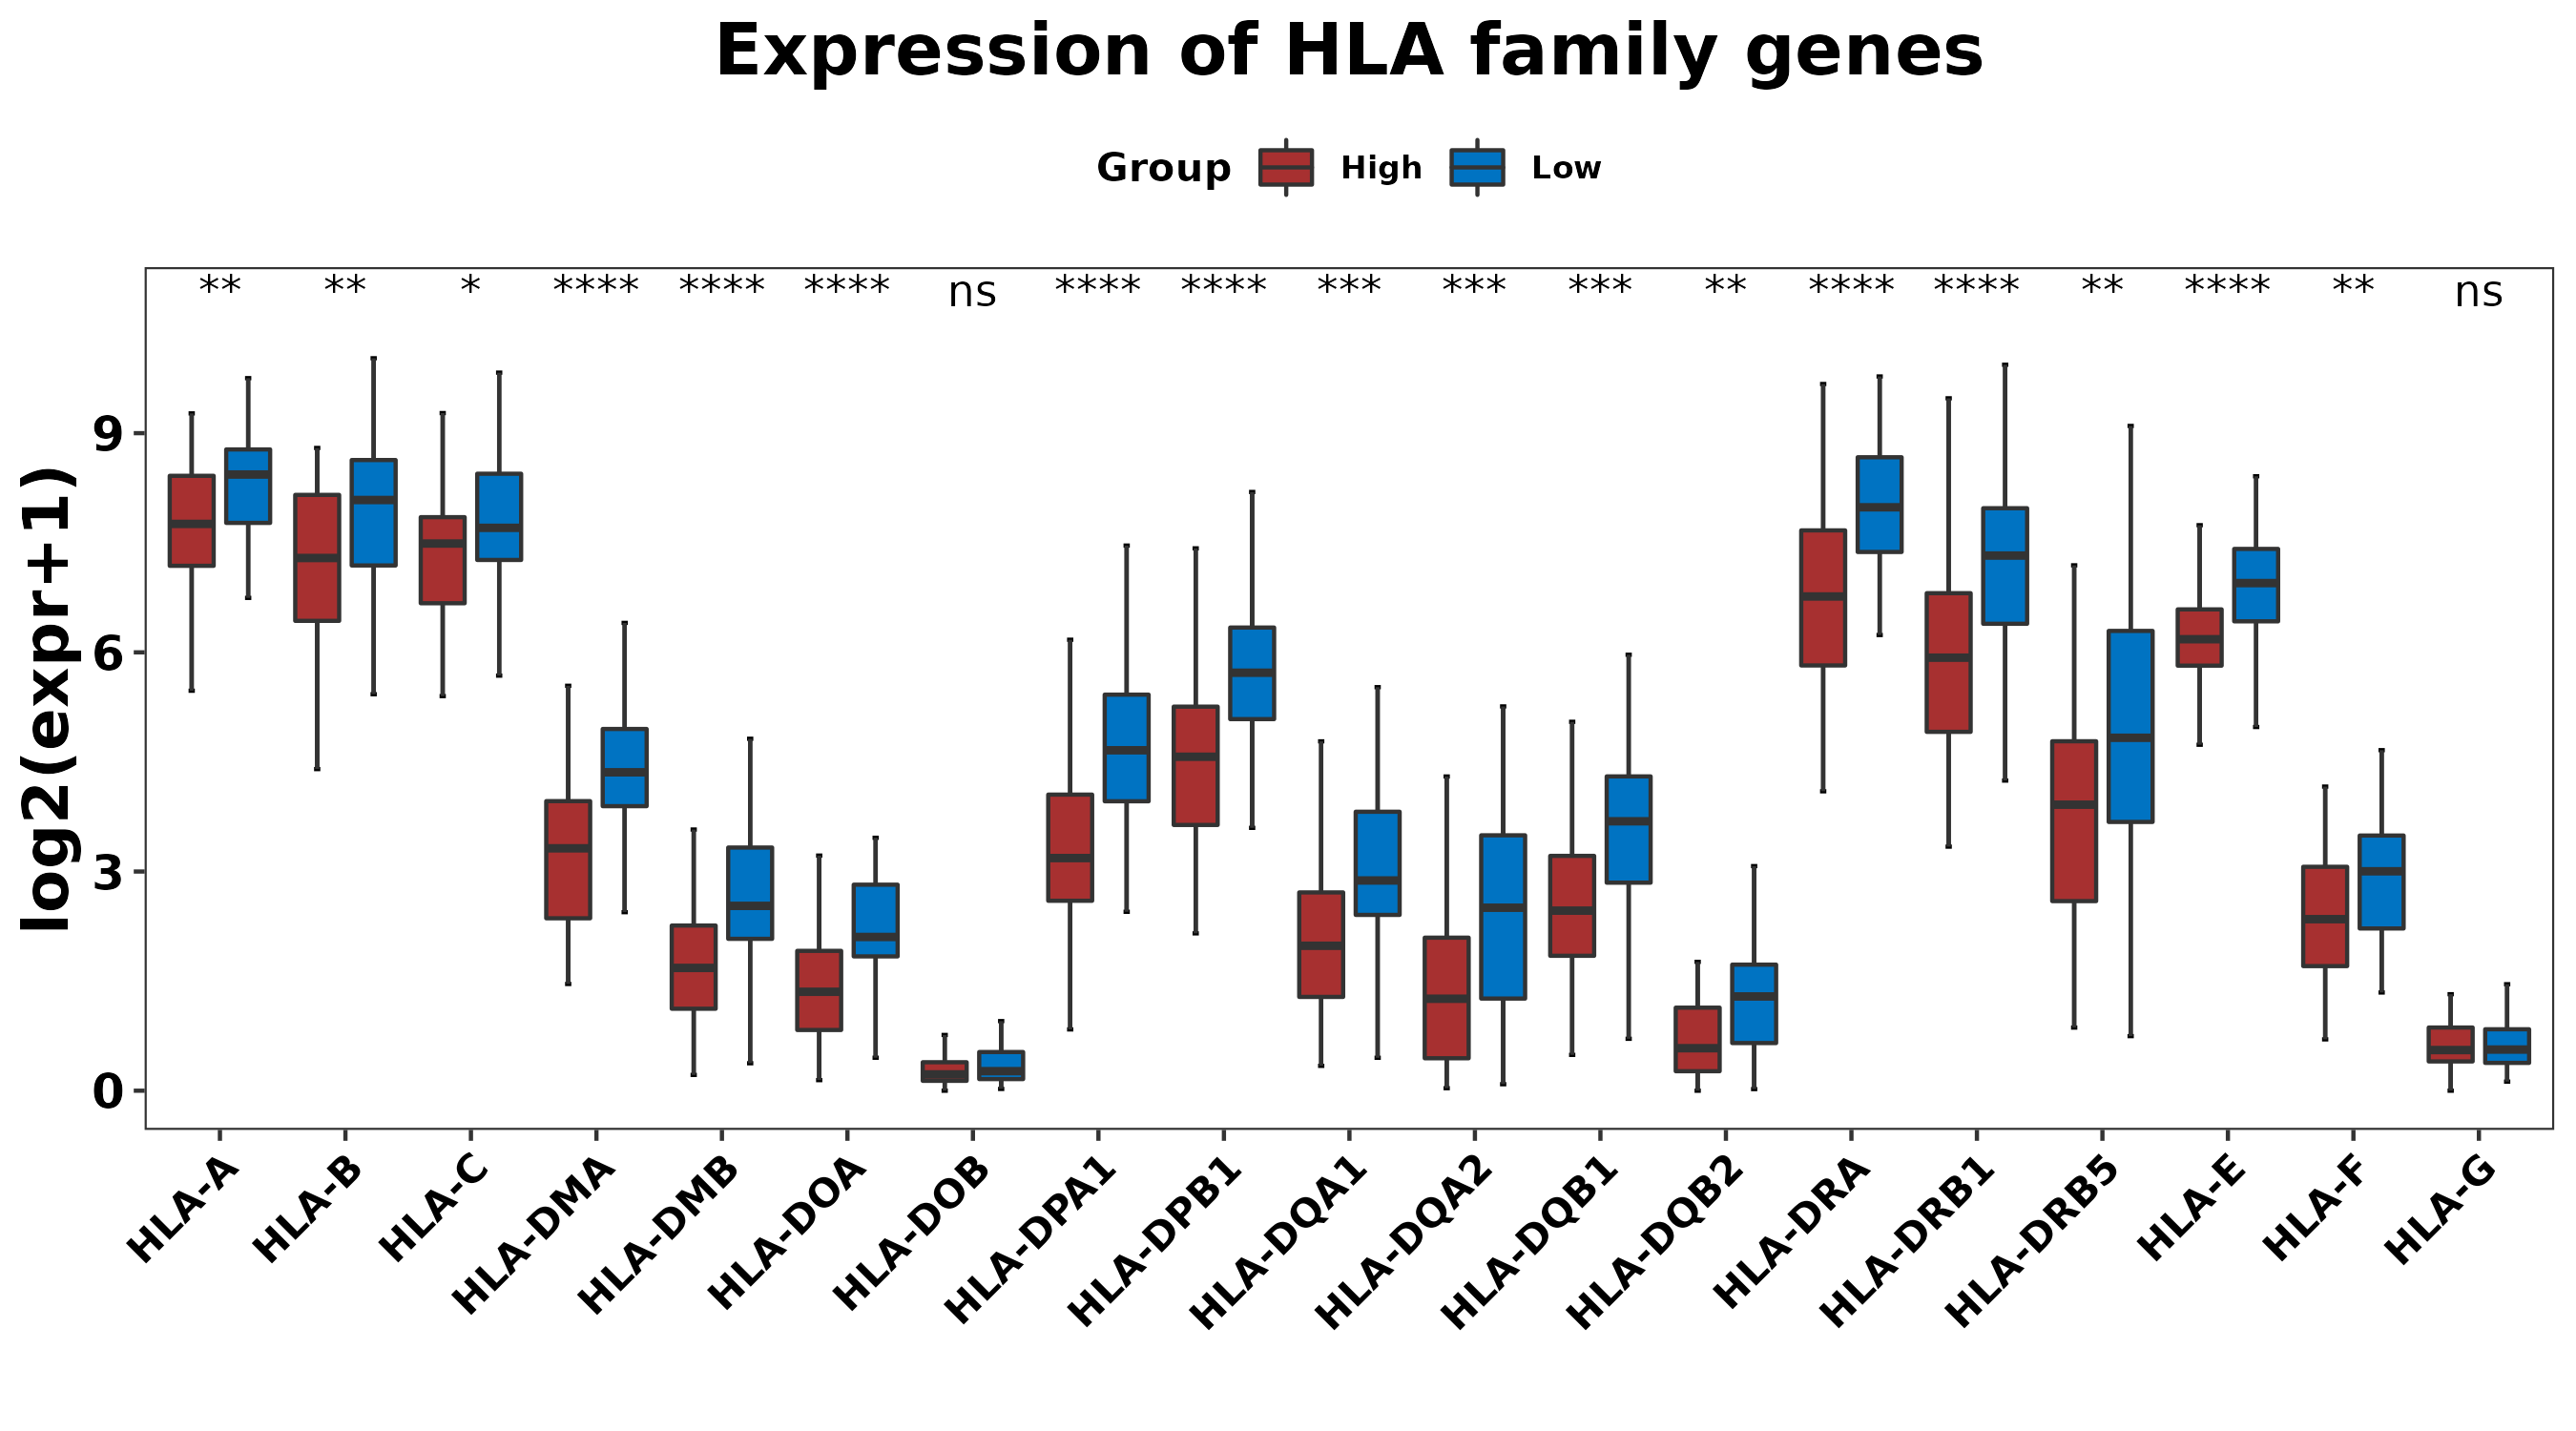 Expression of HLA family genes
Group High Low
** ** * **** **** **** ns **** **** *** *** *** ** **** **** ** **** ** ns
log2(expr+1)
9
6
3
0
HLA-A HLA-B HLA-C HLA-DMA HLA-DMB HLA-DOA HLA-DOB HLA-DPA1 HLA-DPB1 HLA-DQA1 HLA-DQA2 HLA-DQB1 HLA-DQB2 HLA-DRA HLA-DRB1 HLA-DRB5 HLA-E HLA-F HLA-G